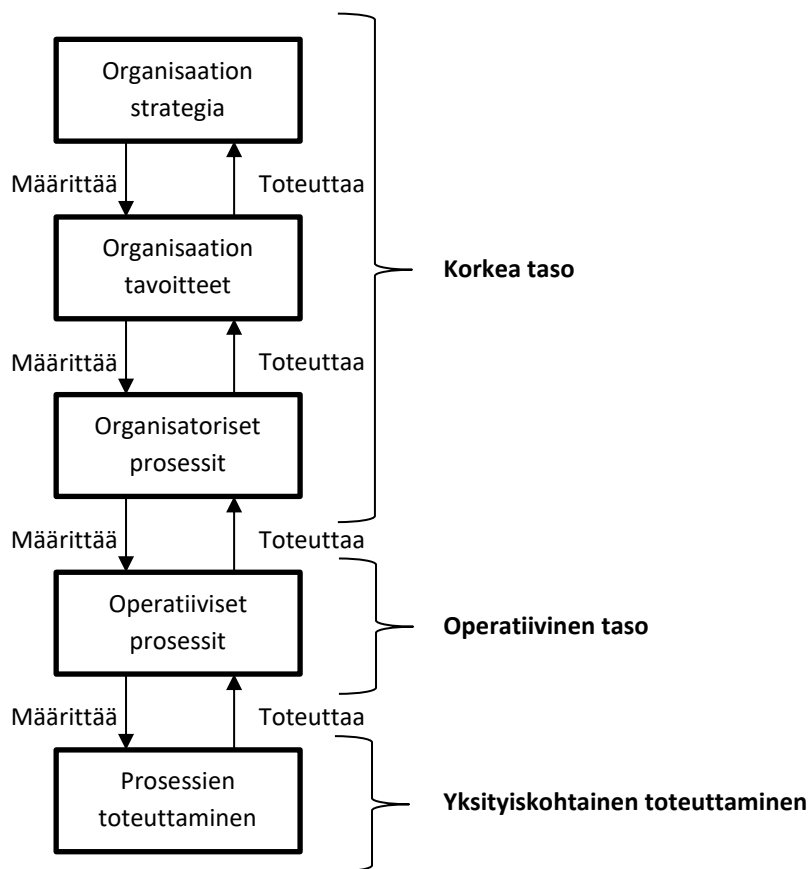 Organisaation
strategia
Määrittää
Toteuttaa
Organisaation
tavoitteet
Korkea taso
Määrittää
Toteuttaa
Organisatoriset
prosessit
Määrittää
Toteuttaa
Operatiiviset
prosessit
Operatiivinen taso
Määrittää
Toteuttaa
Prosessien
toteuttaminen
Yksityiskohtainen toteuttaminen